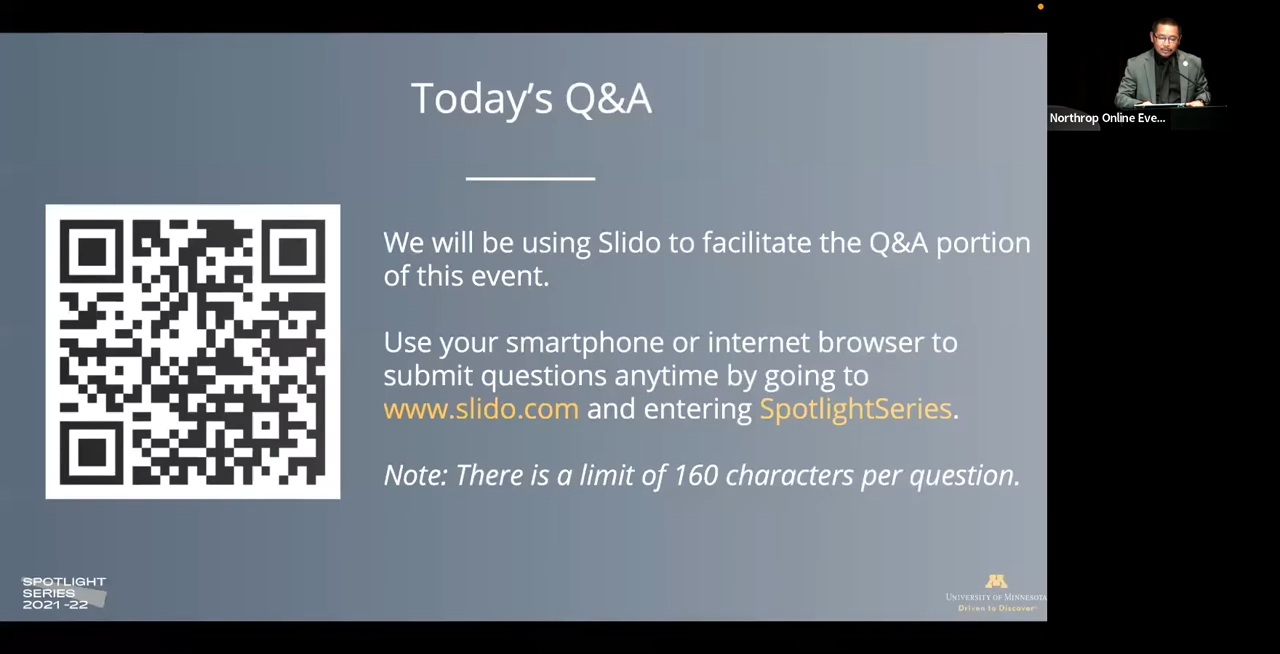 Today's Q&A
We will be using Slido to facilitate the Q&A portion
of this event.
Use your smartphone or internet browser to
submit questions anytime by going to
www.slido.com and entering SpotlightSeries.
Note: There is a limit of 160 characters per question.
SPOTLIGHT
SERIES
2021 -22
UNIVERSITY OF MINNESOTA
Driven to Discover
Northrop Online Eve...